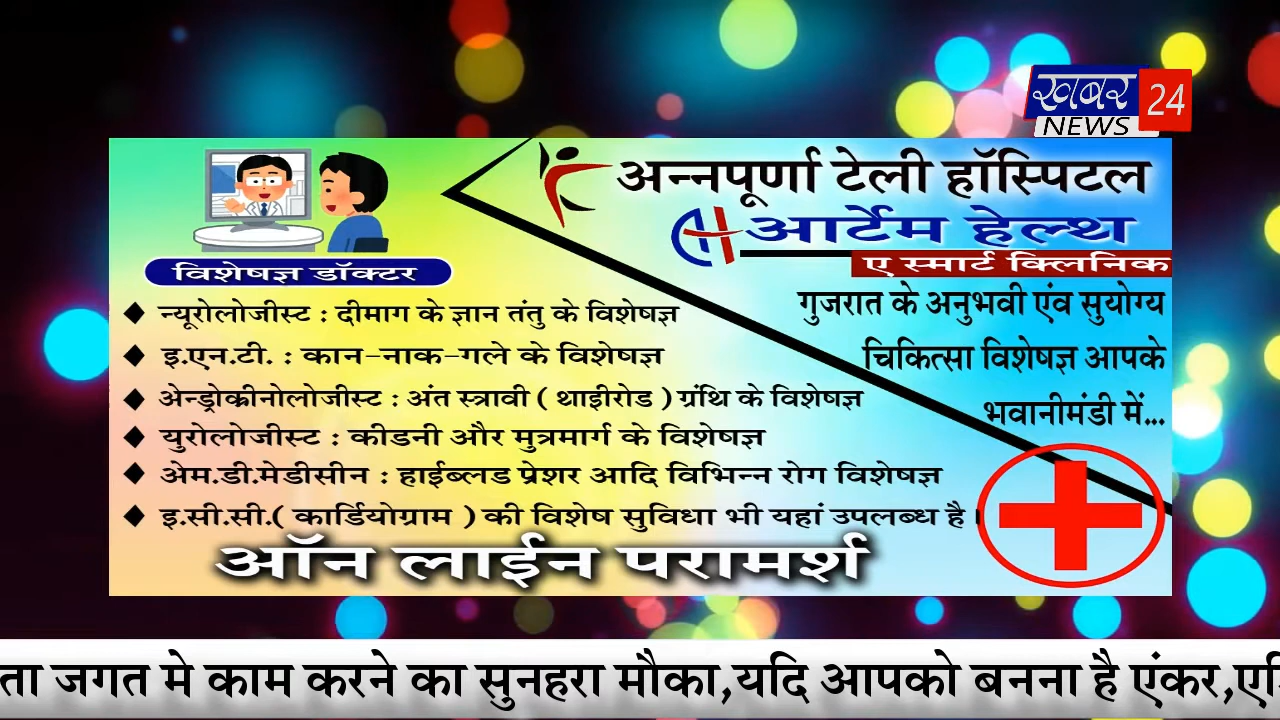 खबर 24
NEWS
अन्नपूर्णा टेली हॉस्पिटल
आर्टेम हेल्थ
ए स्मार्ट क्लिनिक
गुजरात के अनुभवी एंव सुयोग्य
चिकित्सा विशेषज्ञ आपके
भवानीमंडी में...
विशेषज्ञ डॉक्टर
◆ न्यूरोलोजीस्ट : दीमाग के ज्ञान तंतु के विशेषज्ञ
◆ इ.एन.टी. : कान-नाक-गले के विशेषज्ञ
◆ अेन्ड्रोक्रीनोलोजीस्ट : अंत स्त्रावी ( थाइीरोड ) ग्रंथि के विशेषज्ञ
◆ युरोलोजीस्ट : कीडनी और मुत्रमार्ग के विशेषज्ञ
◆ अेम.डी.मेडीसीन : हाईब्लड प्रेशर आदि विभिन्न रोग विशेषज्ञ
◆ इ.सी.सी.( कार्डियोग्राम ) की विशेष सुविधा भी यहां उपलब्ध है।
ऑन लाईन परामर्श
ता जगत मे काम करने का सुनहरा मौका,यदि आपको बनना है एंकर,